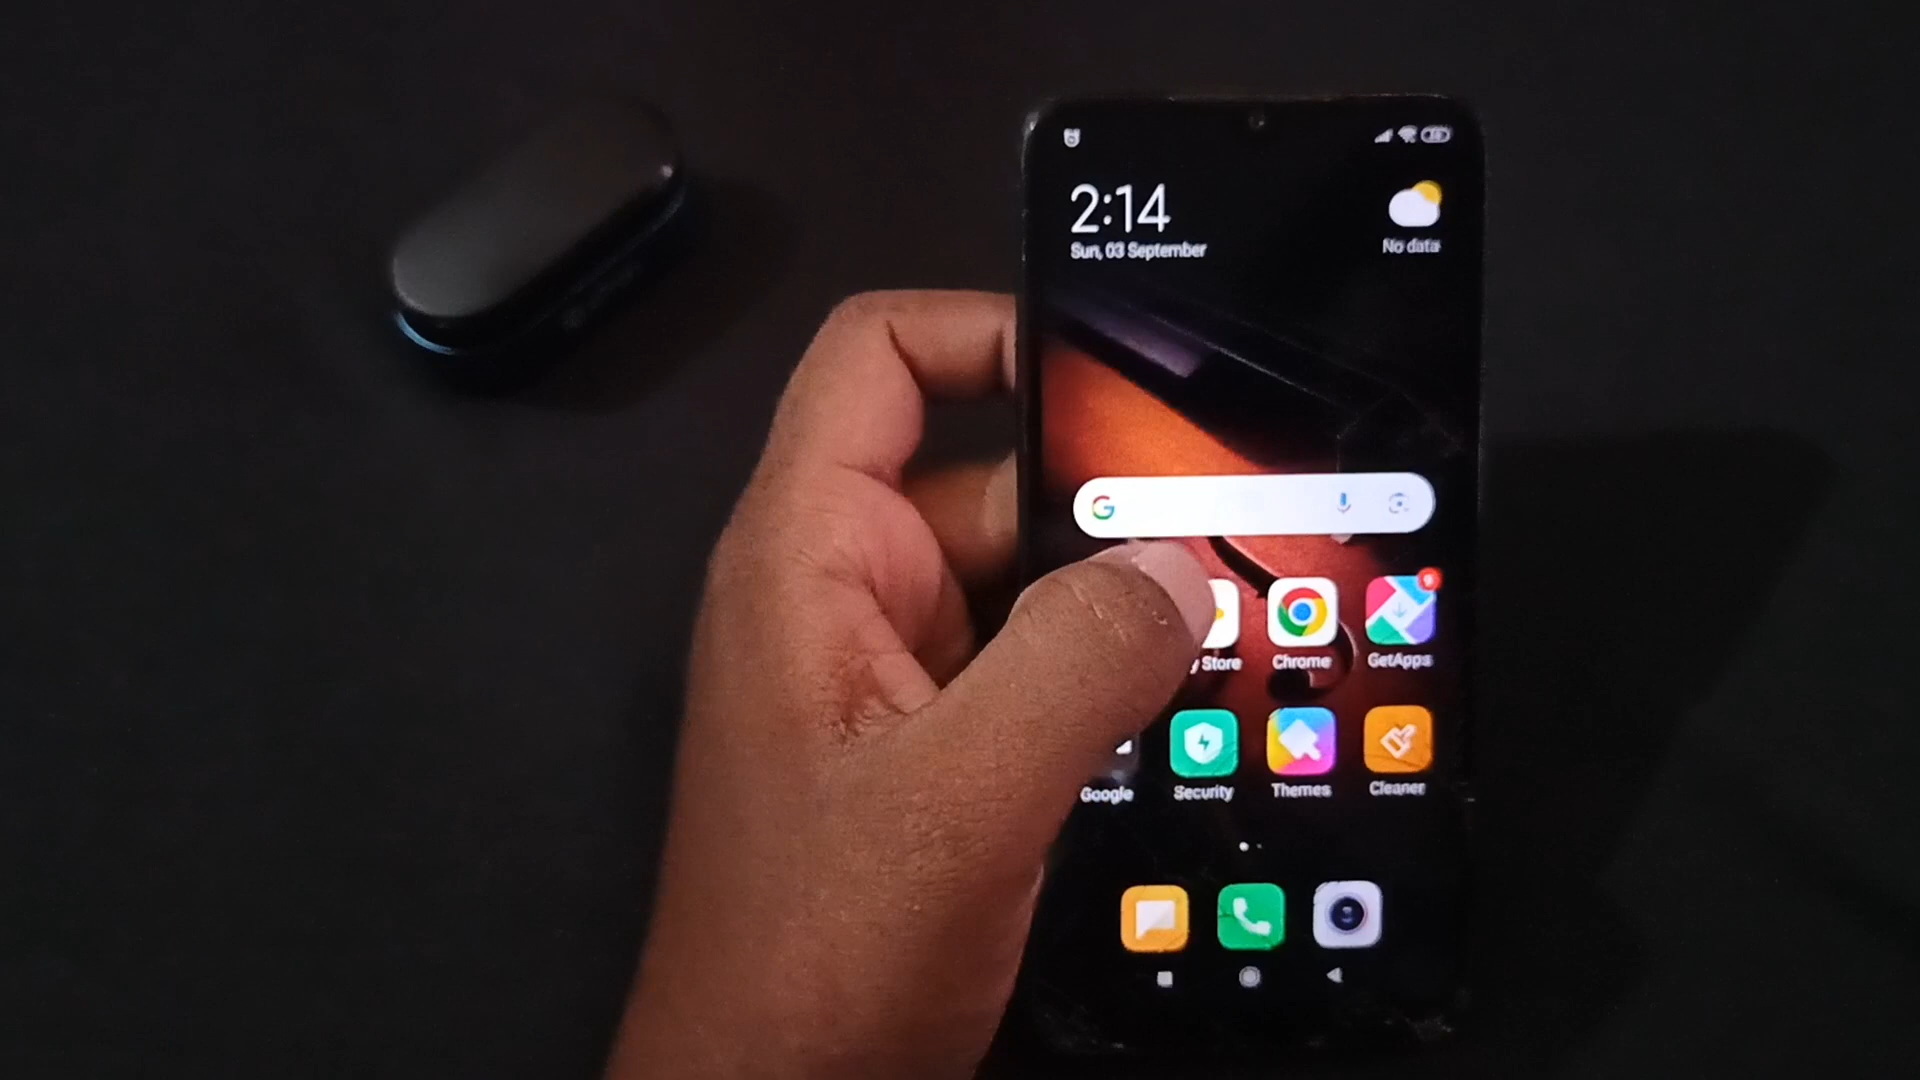 2:14
Sun, 03 September
No data
Store
Chrome
GetApps
Google
Security
Themes
Cleaner